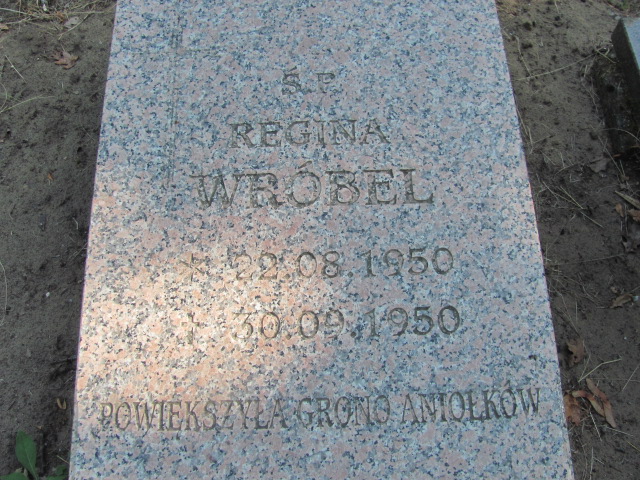 Ś.P.
REGINA
WRÓBEL
* 22.08.1950
† 30.09.1950
POWIĘKSZYŁA GRONO ANIOŁKÓW